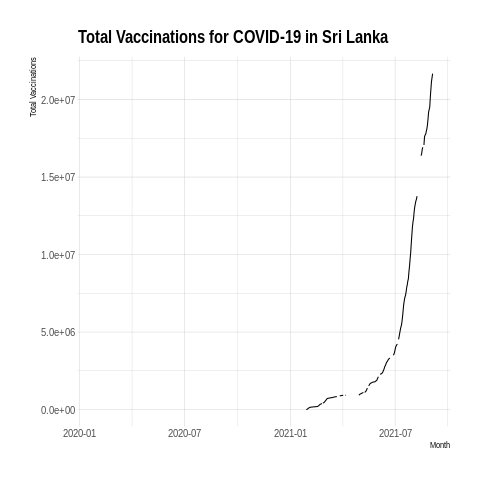 Total Vaccinations for COVID-19 in Sri Lanka
Total Vaccinations
2.0e+07
1.5e+07
1.0e+07
5.0e+06
0.0e+00
2020-01
2020-07
2021-01
2021-07
Month